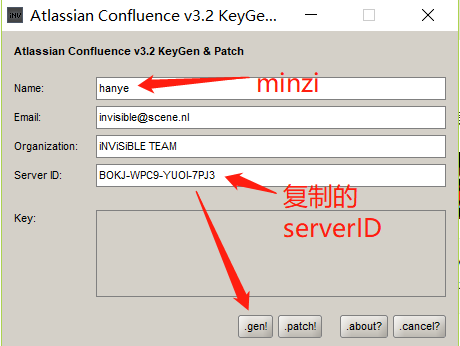 iNV Atlassian Confluence v3.2 KeyGe...
Atlassian Confluence v3.2 KeyGen & Patch
Name: hanye
minzi
Email: invisible@scene.nl
Organization: iNViSiBLE TEAM
Server ID: BOKJ-WPC9-YUOI-7PJ3
复制的
serverID
Key:
.gen! .patch! .about? .cancel?